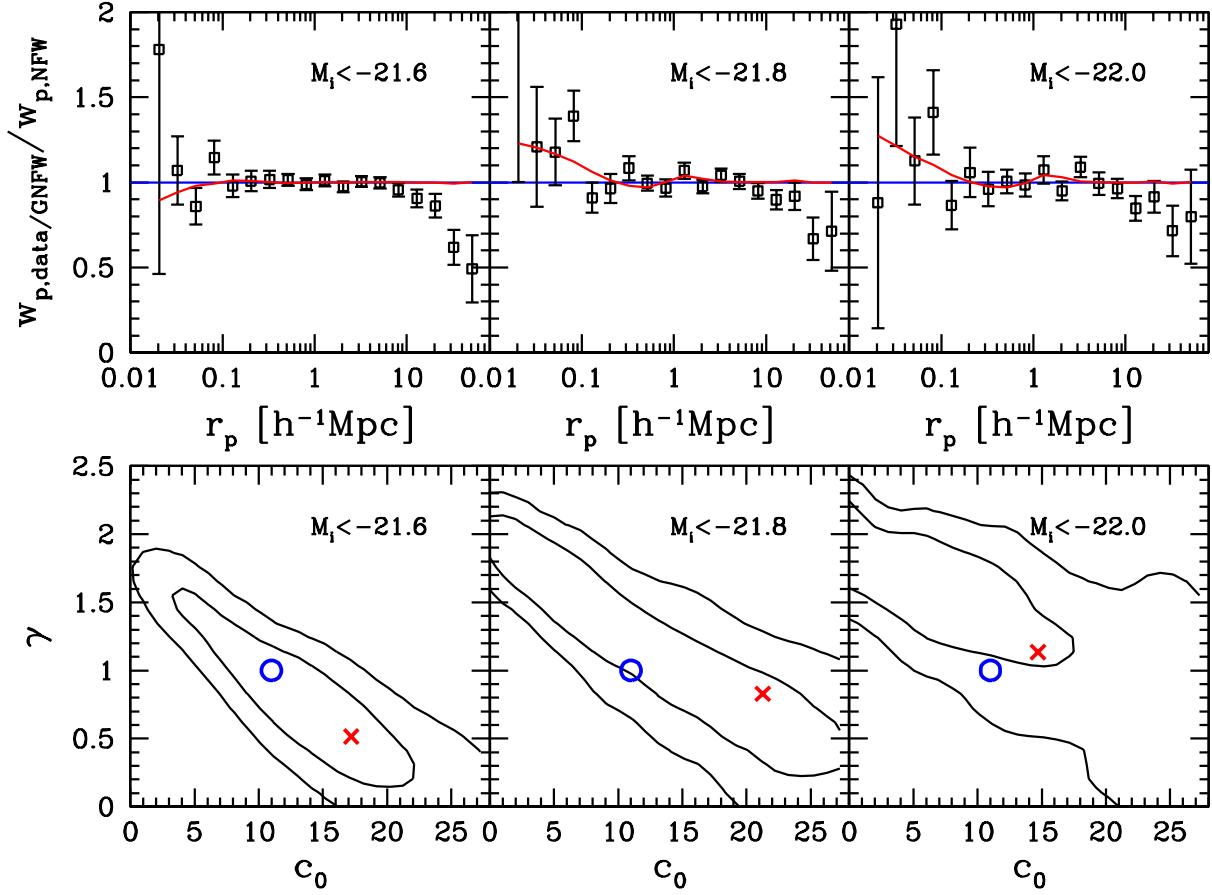 2
1.5
1
0.5
0
w_p,data/GNFW / w_p,NFW
M_i<-21.6
M_i<-21.8
M_i<-22.0
0.01 0.1 1 10 0.01 0.1 1 10 0.01 0.1 1 10
r_p [h⁻¹Mpc]
r_p [h⁻¹Mpc]
r_p [h⁻¹Mpc]
2.5
2
1.5
1
0.5
0
γ
M_i<-21.6
M_i<-21.8
M_i<-22.0
0 5 10 15 20 25 0 5 10 15 20 25 0 5 10 15 20 25
c_0
c_0
c_0